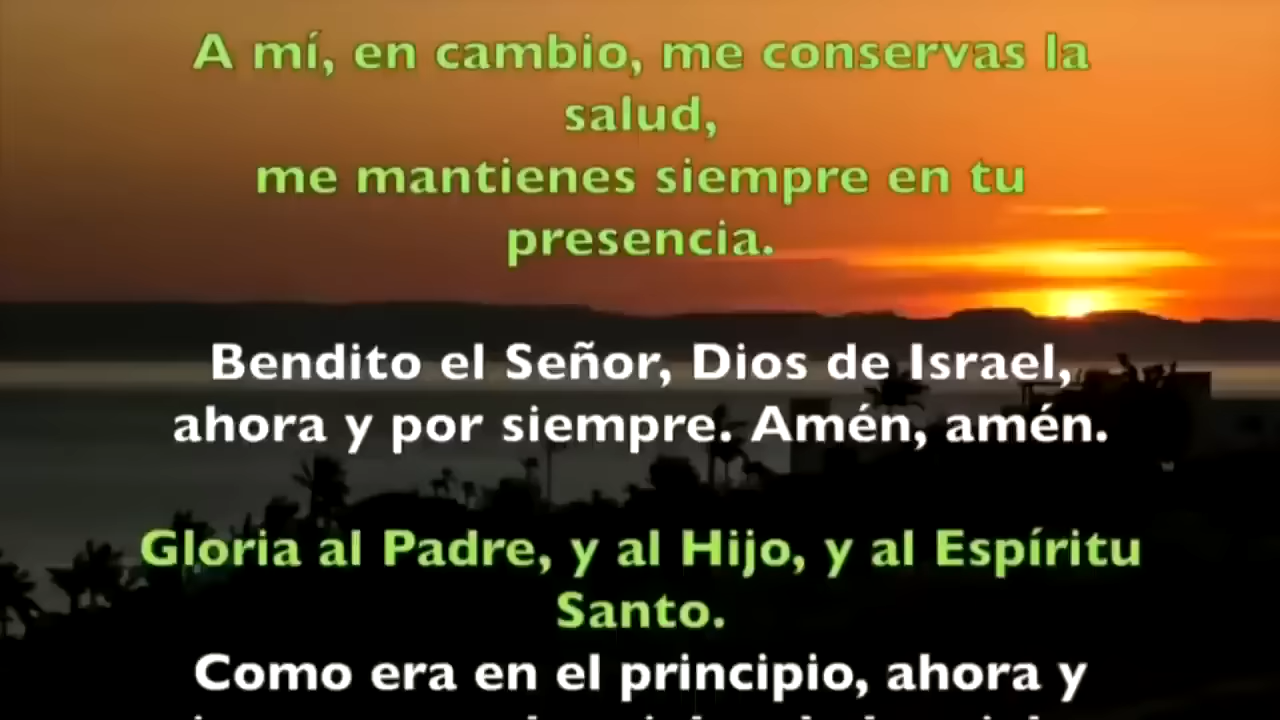 A mí, en cambio, me conservas la
salud,
me mantienes siempre en tu
presencia.
Bendito el Señor, Dios de Israel,
ahora y por siempre. Amén, amén.
Gloria al Padre, y al Hijo, y al Espíritu
Santo.
Como era en el principio, ahora y